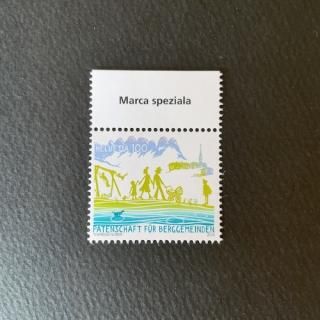 Marca speziala
HELVETIA 100
PATENSCHAFT FÜR BERGGEMEINDEN